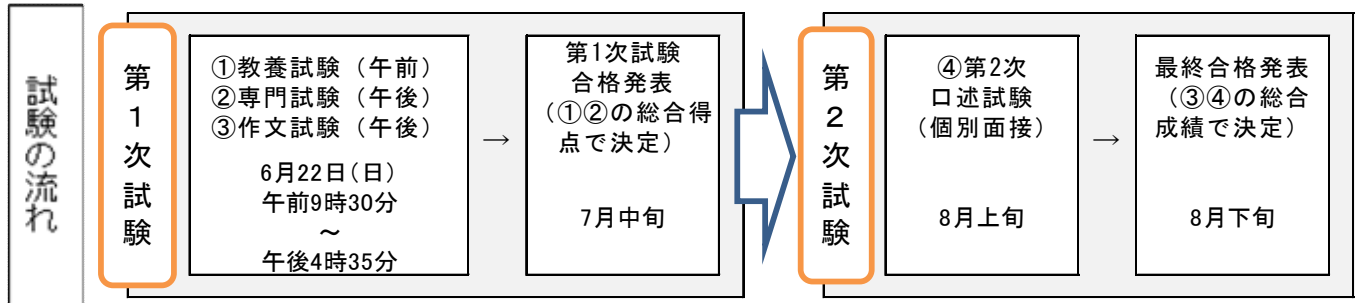 試験の流れ
第1次試験
①教養試験（午前）
②専門試験（午後）
③作文試験（午後）
6月22日(日)
午前9時30分
～
午後4時35分
→
第1次試験
合格発表
（①②の総合得
点で決定）
7月中旬
第2次試験
④第2次
口述試験
（個別面接）
8月上旬
→
最終合格発表
（③④の総合
成績で決定）
8月下旬